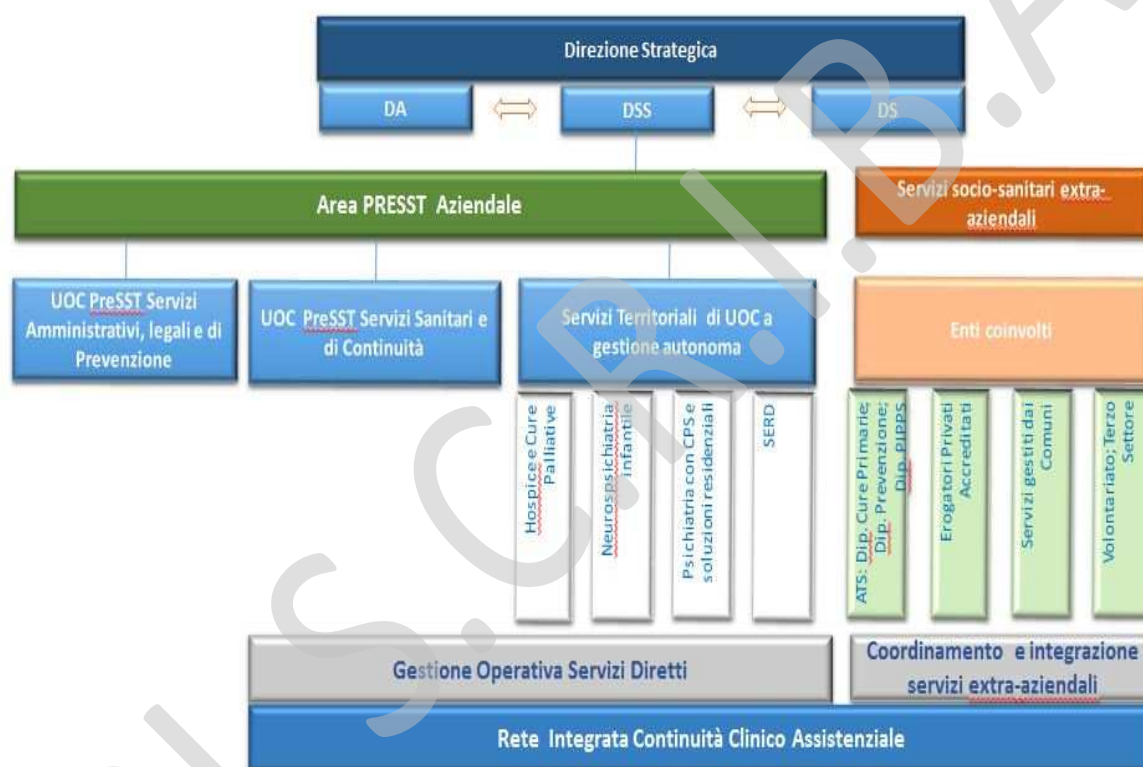 Direzione Strategica
DA
DSS
DS
Area PRESST Aziendale
Servizi socio-sanitari extra-
aziendali
UOC PreSST Servizi
Amministrativi, legali e di
Prevenzione
UOC PreSST Servizi Sanitari e
di Continuità
Servizi Territoriali di UOC a
gestione autonoma
Enti coinvolti
Hospice e Cure
Palliative
Neurospsichiatria
infantile
Psichiatria con CPS e
soluzioni residenziali
SERD
ATS: Dip. Cure Primarie;
Dip. Prevenzione;
Dip. PIPPS
Erogatori Privati
Accreditati
Servizi gestiti dai
Comuni
Volontariato; Terzo
Settore
Gestione Operativa Servizi Diretti
Coordinamento e integrazione
servizi extra-aziendali
Rete Integrata Continuità Clinico Assistenziale